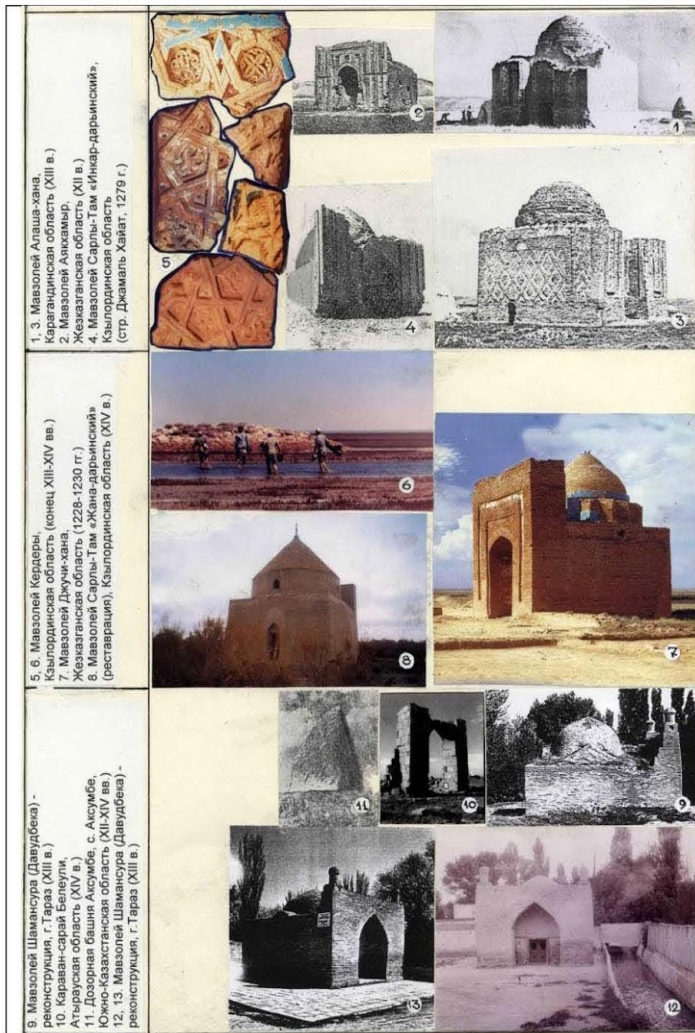 1, 3. Мавзолей Алаша-хана,
Карагандинская область (XIII в.)
2. Мавзолей Аяккамыр,
Жезказганская область (XII в.)
4. Мавзолей Сарлы-Там «Инкар-дарьинский»,
Кзылординская область
(стр. Джамаль Хайат, 1279 г.)
5
2
1
4
3
5, 6. Мавзолей Кердеры,
Кзылординская область (конец XIII-XIV вв.)
7. Мавзолей Джучи-хана,
Жезказганская область (1228-1230 гг.)
8. Мавзолей Сарлы-Там «Жана-дарьинский»
(реставрация), Кзылординская область (XIV в.)
6
8
7
9. Мавзолей Шамансура (Давудбека) -
реконструкция, г.Тараз (XIII в.)
10. Караван-сарай Белеули,
Атырауская область (XIV в.)
11. Дозорная башня Аксумбе, с. Аксумбе,
Южно-Казахстанская область (XII-XIV вв.)
12, 13. Мавзолей Шамансура (Давудбека) -
реконструкция, г.Тараз (XIII в.)
11
10
9
13
12